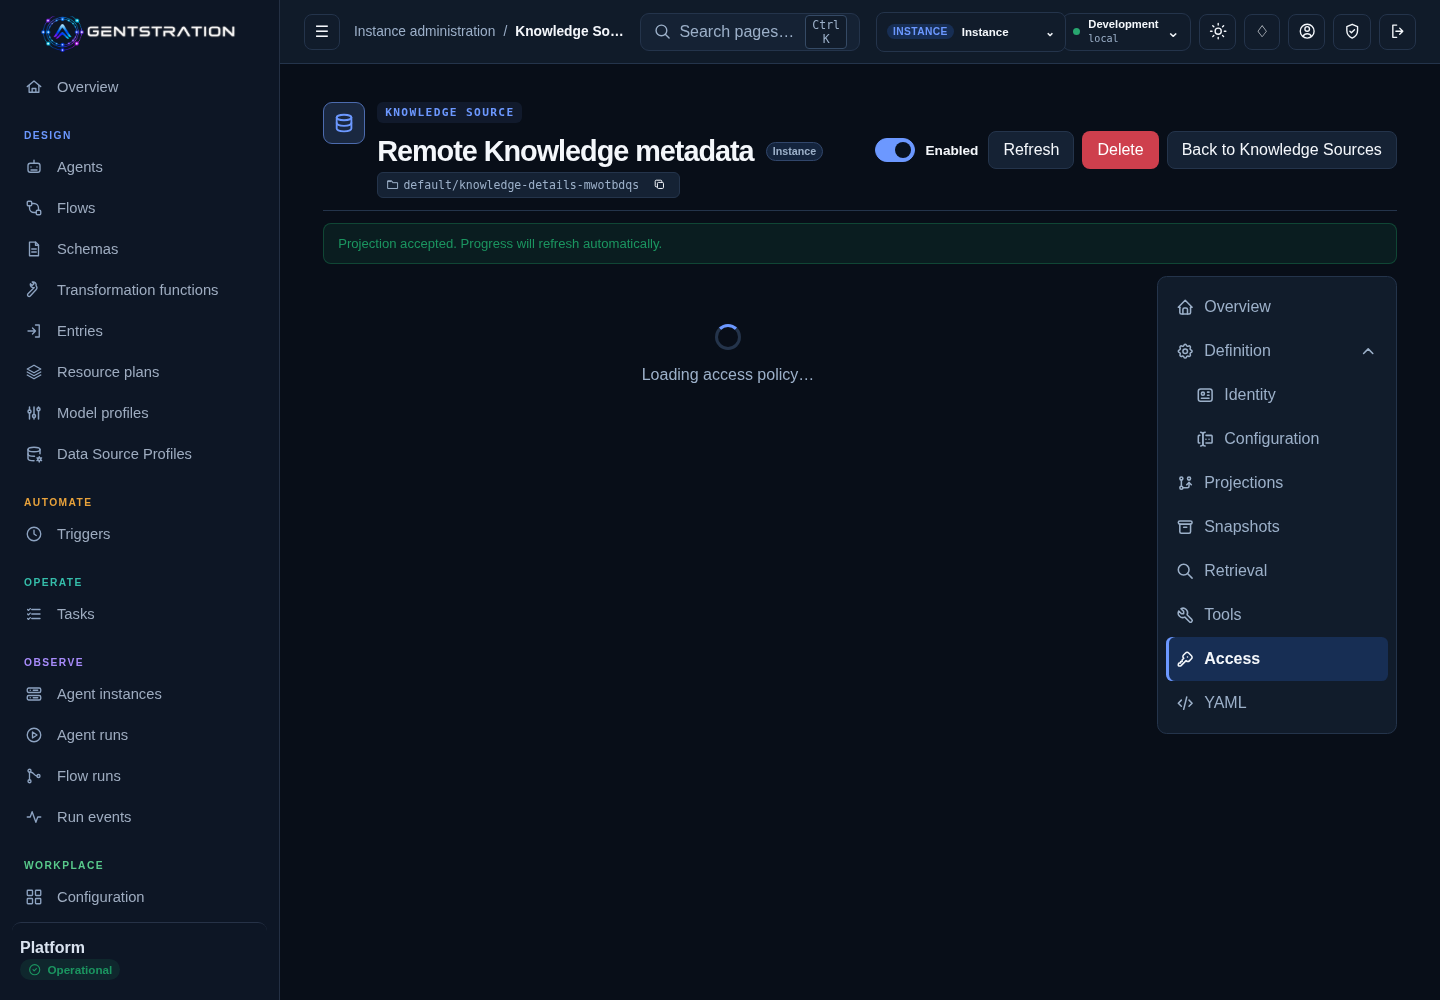 GENTSTRATION
Overview
DESIGN
Agents
Flows
Schemas
Transformation functions
Entries
Resource plans
Model profiles
Data Source Profiles
AUTOMATE
Triggers
OPERATE
Tasks
OBSERVE
Agent instances
Agent runs
Flow runs
Run events
WORKPLACE
Configuration
Platform
Operational
Instance administration / Knowledge So…
Search pages…
Ctrl
K
INSTANCE Instance
Development
local
KNOWLEDGE SOURCE
Remote Knowledge metadata Instance
default/knowledge-details-mwotbdqs
Enabled Refresh Delete Back to Knowledge Sources
Projection accepted. Progress will refresh automatically.
Loading access policy…
Overview
Definition
Identity
Configuration
Projections
Snapshots
Retrieval
Tools
Access
YAML